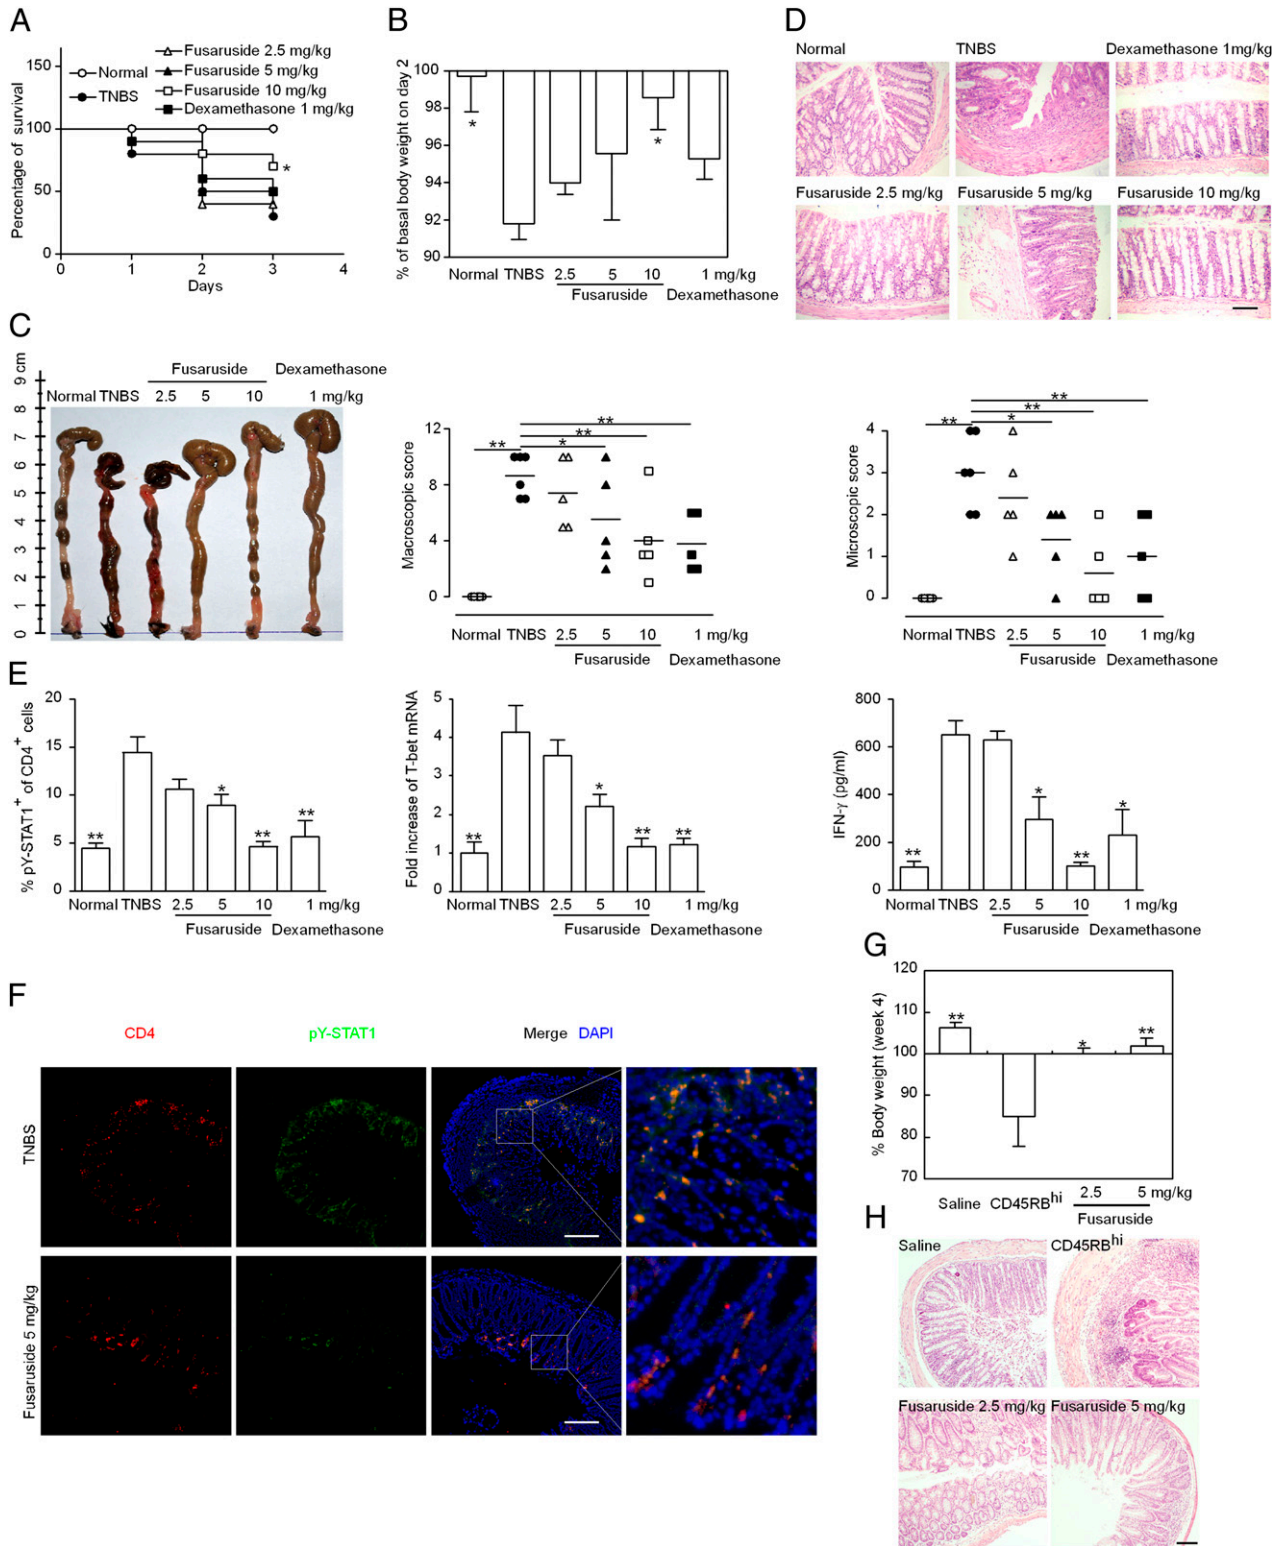 A
Percentage of survival
150
100
50
0
0 1 2 3 4
Days
Normal
TNBS
Fusaruside 2.5 mg/kg
Fusaruside 5 mg/kg
Fusaruside 10 mg/kg
Dexamethasone 1 mg/kg
*
B
% of basal body weight on day 2
100
98
96
94
92
90
* *
Normal TNBS 2.5 5 10 1 mg/kg
Fusaruside Dexamethasone
D
Normal TNBS Dexamethasone 1mg/kg
Fusaruside 2.5 mg/kg Fusaruside 5 mg/kg Fusaruside 10 mg/kg
C
9 cm
8
7
6
5
4
3
2
1
0
Fusaruside Dexamethasone
Normal TNBS 2.5 5 10 1 mg/kg
Macroscopic score
12
8
4
0
** * ** **
Normal TNBS 2.5 5 10 1 mg/kg
Fusaruside Dexamethasone
Microscopic score
4
3
2
1
0
** * ** **
Normal TNBS 2.5 5 10 1 mg/kg
Fusaruside Dexamethasone
E
% pY-STAT1+ of CD4+ cells
20
15
10
5
0
** * ** **
Normal TNBS 2.5 5 10 1 mg/kg
Fusaruside Dexamethasone
Fold increase of T-bet mRNA
5
4
3
2
1
0
** * ** **
Normal TNBS 2.5 5 10 1 mg/kg
Fusaruside Dexamethasone
IFN-γ (pg/ml)
800
600
400
200
0
** * ** *
Normal TNBS 2.5 5 10 1 mg/kg
Fusaruside Dexamethasone
F
CD4 pY-STAT1 Merge DAPI
TNBS
Fusaruside 5 mg/kg
G
% Body weight (week 4)
120
110
100
90
80
70
** * **
Saline CD45RBhi 2.5 5 mg/kg
Fusaruside
H
Saline CD45RBhi
Fusaruside 2.5 mg/kg Fusaruside 5 mg/kg